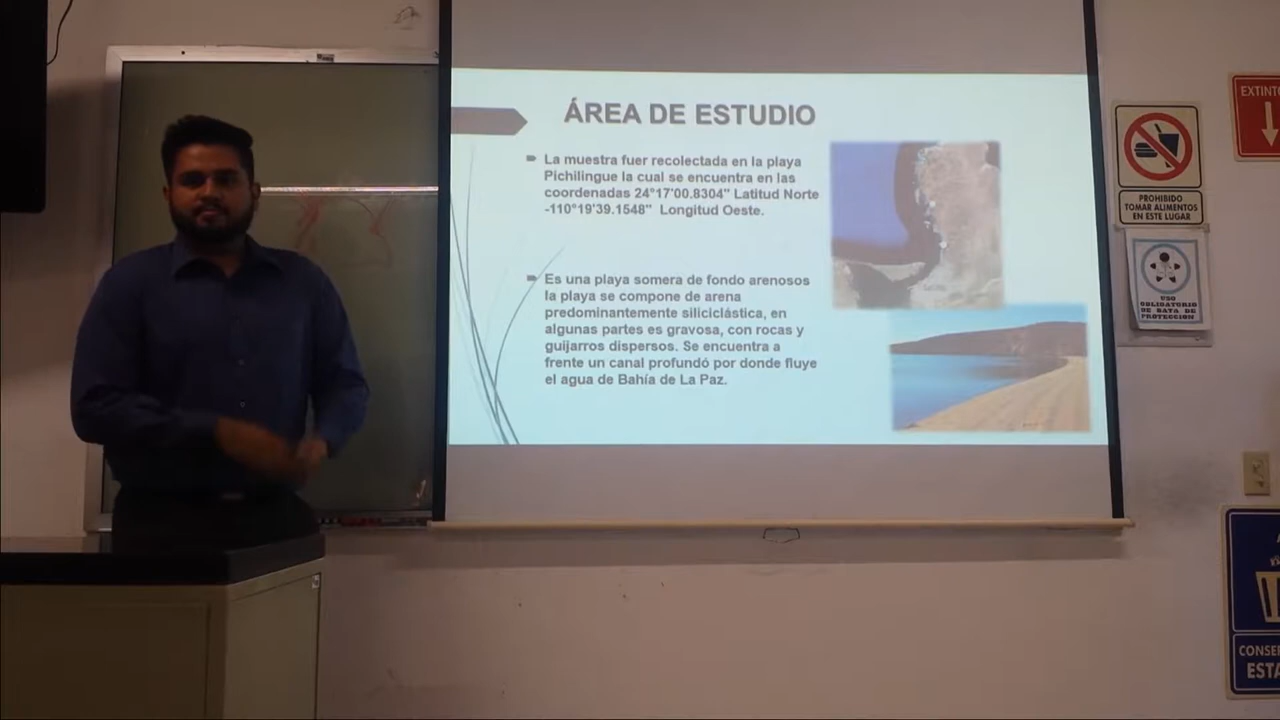 ÁREA DE ESTUDIO
La muestra fuer recolectada en la playa
Pichilingue la cual se encuentra en las
coordenadas 24°17'00.8304" Latitud Norte
-110°19'39.1548" Longitud Oeste.
Es una playa somera de fondo arenosos
la playa se compone de arena
predominantemente siliciclástica, en
algunas partes es gravosa, con rocas y
guijarros dispersos. Se encuentra a
frente un canal profundó por donde fluye
el agua de Bahía de La Paz.
PROHIBIDO
TOMAR ALIMENTOS
EN ESTE LUGAR
USO
OBLIGATORIO
DE BATA DE
PROTECCION
EXTINTO
CONSE
ESTA